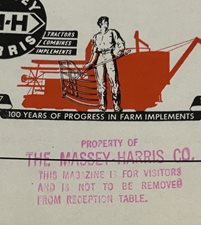 M-H
TRACTORS
COMBINES
IMPLEMENTS
100 YEARS OF PROGRESS IN FARM IMPLEMENTS
PROPERTY OF
THE MASSEY-HARRIS CO.
THIS MAGAZINE IS FOR VISITORS
AND IS NOT TO BE REMOVED
FROM RECEPTION TABLE.